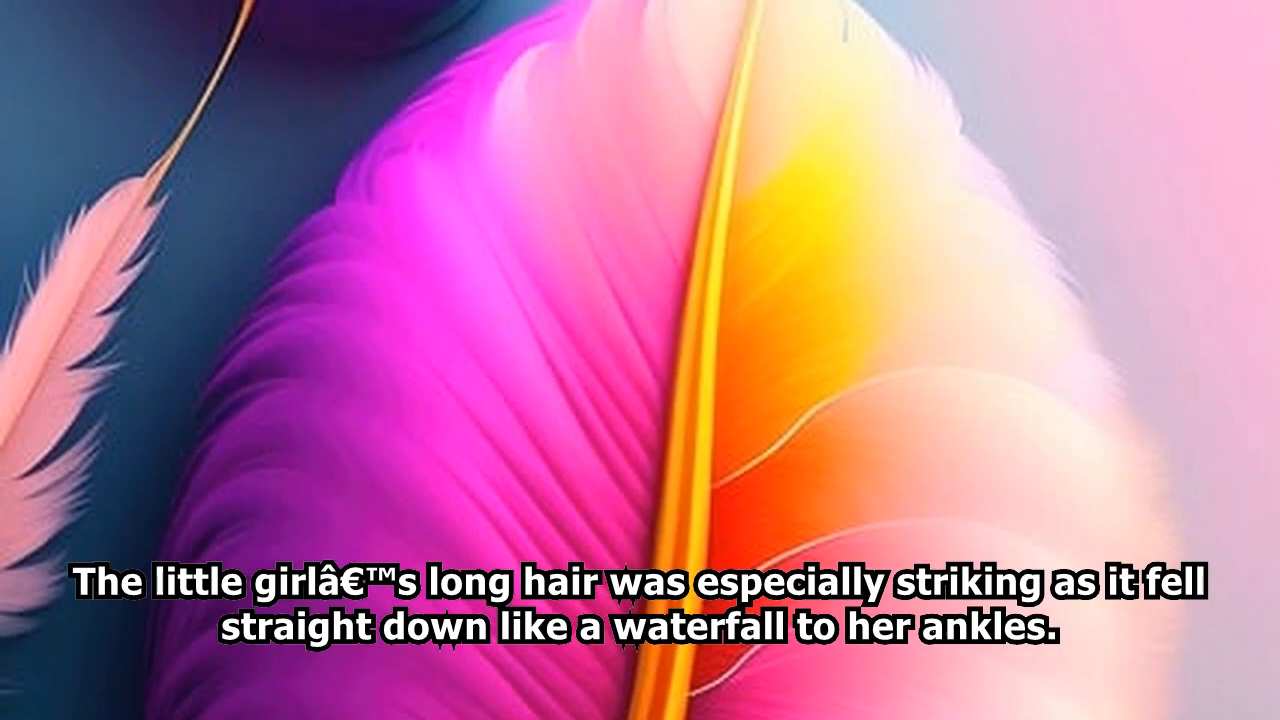 The little girlâ€™s long hair was especially striking as it fell
straight down like a waterfall to her ankles.